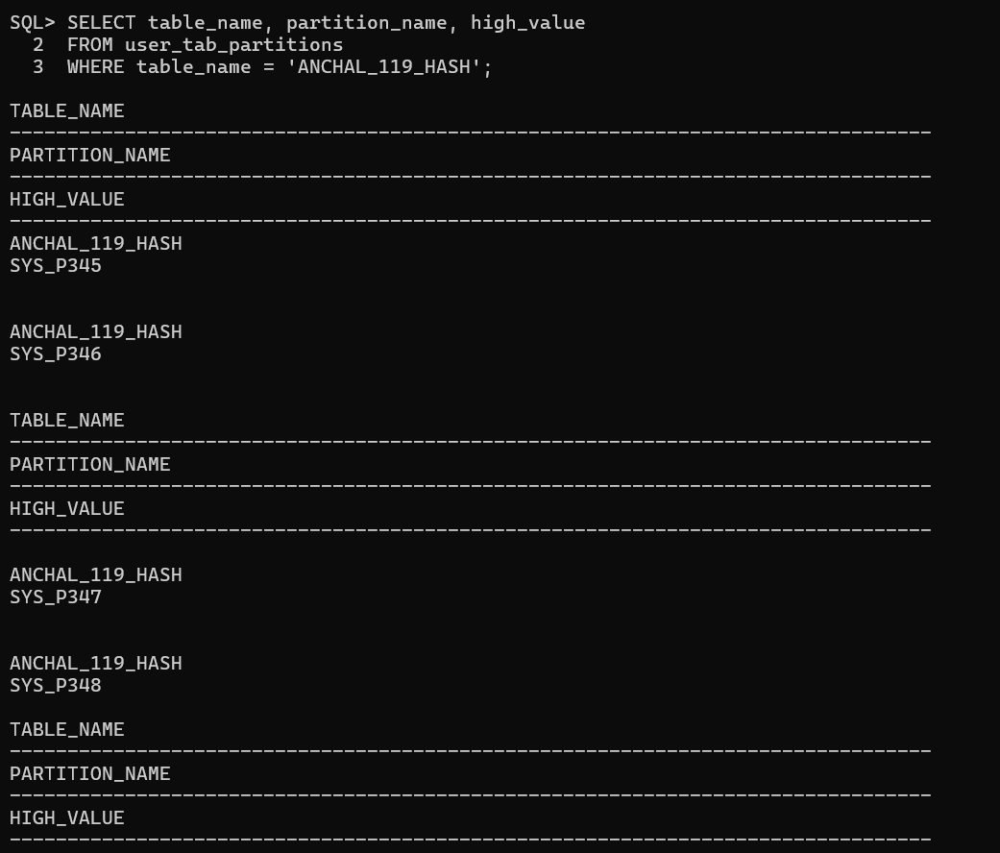 SQL> SELECT table_name, partition_name, high_value
  2  FROM user_tab_partitions
  3  WHERE table_name = 'ANCHAL_119_HASH';
TABLE_NAME
--------------------------------------------------------------------------------
PARTITION_NAME
--------------------------------------------------------------------------------
HIGH_VALUE
--------------------------------------------------------------------------------
ANCHAL_119_HASH
SYS_P345
ANCHAL_119_HASH
SYS_P346
TABLE_NAME
--------------------------------------------------------------------------------
PARTITION_NAME
--------------------------------------------------------------------------------
HIGH_VALUE
--------------------------------------------------------------------------------
ANCHAL_119_HASH
SYS_P347
ANCHAL_119_HASH
SYS_P348
TABLE_NAME
--------------------------------------------------------------------------------
PARTITION_NAME
--------------------------------------------------------------------------------
HIGH_VALUE
--------------------------------------------------------------------------------